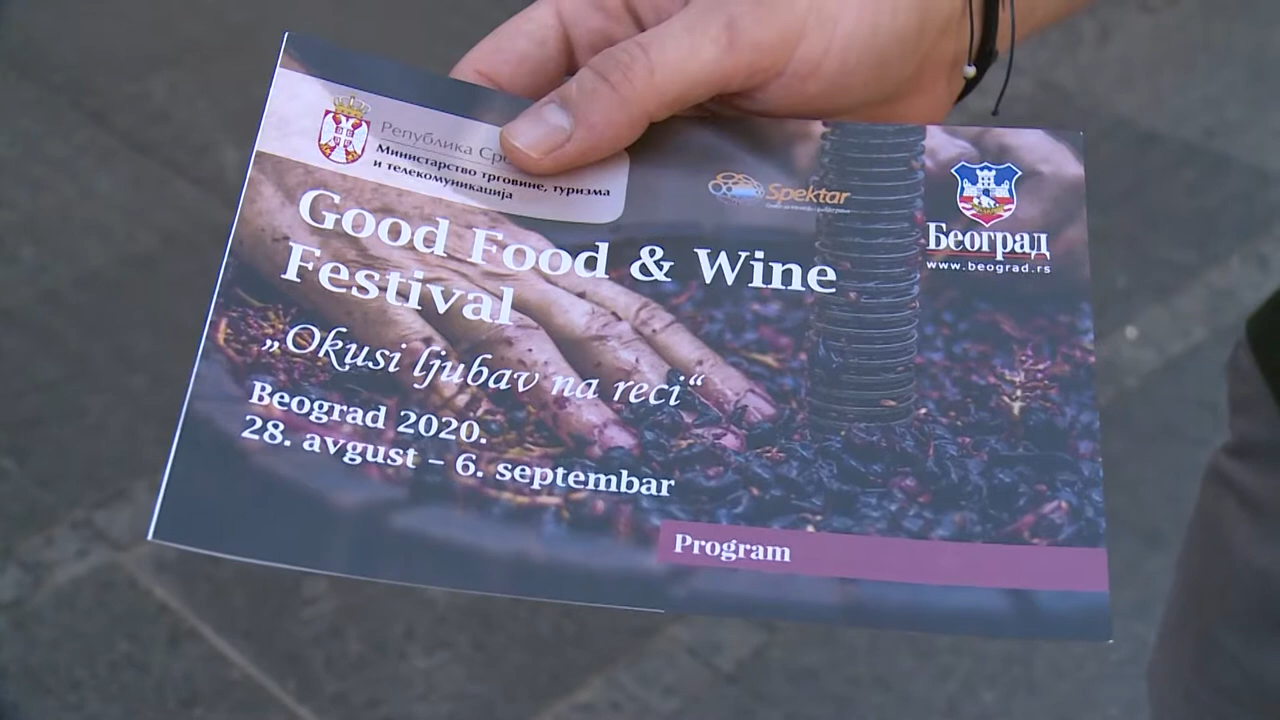 Република
Министарство трговине, туризма
и телекомуникација
Spektar
Београд
www.beograd.rs
Good Food & Wine
Festival
„Okusi ljubav na reci“
Beograd 2020.
28. avgust – 6. septembar
Program